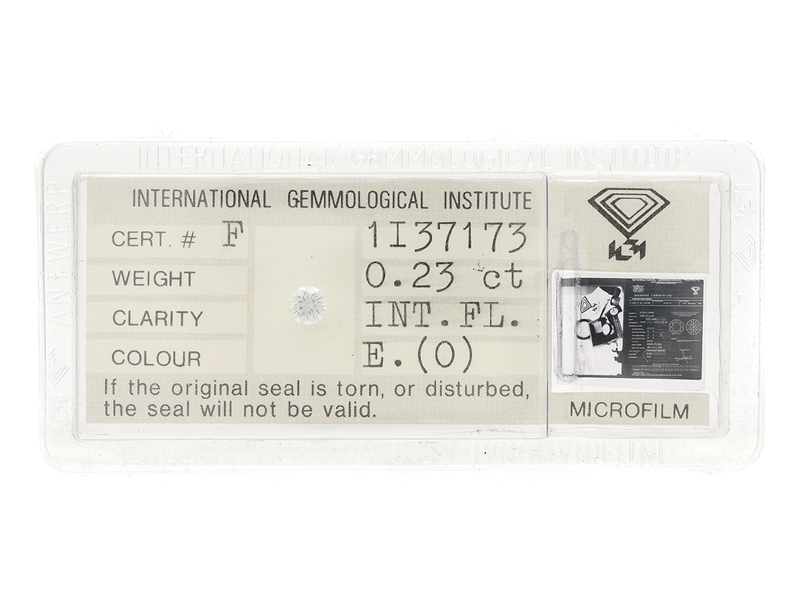 INTERNATIONAL GEMMOLOGICAL INSTITUTE
INTERNATIONAL GEMMOLOGICAL INSTITUTE
CERT. # F 1I37173
WEIGHT 0.23 ct
CLARITY INT.FL.
COLOUR E.(0)
If the original seal is torn, or disturbed,
the seal will not be valid.
IGI
MICROFILM
ANTWERP